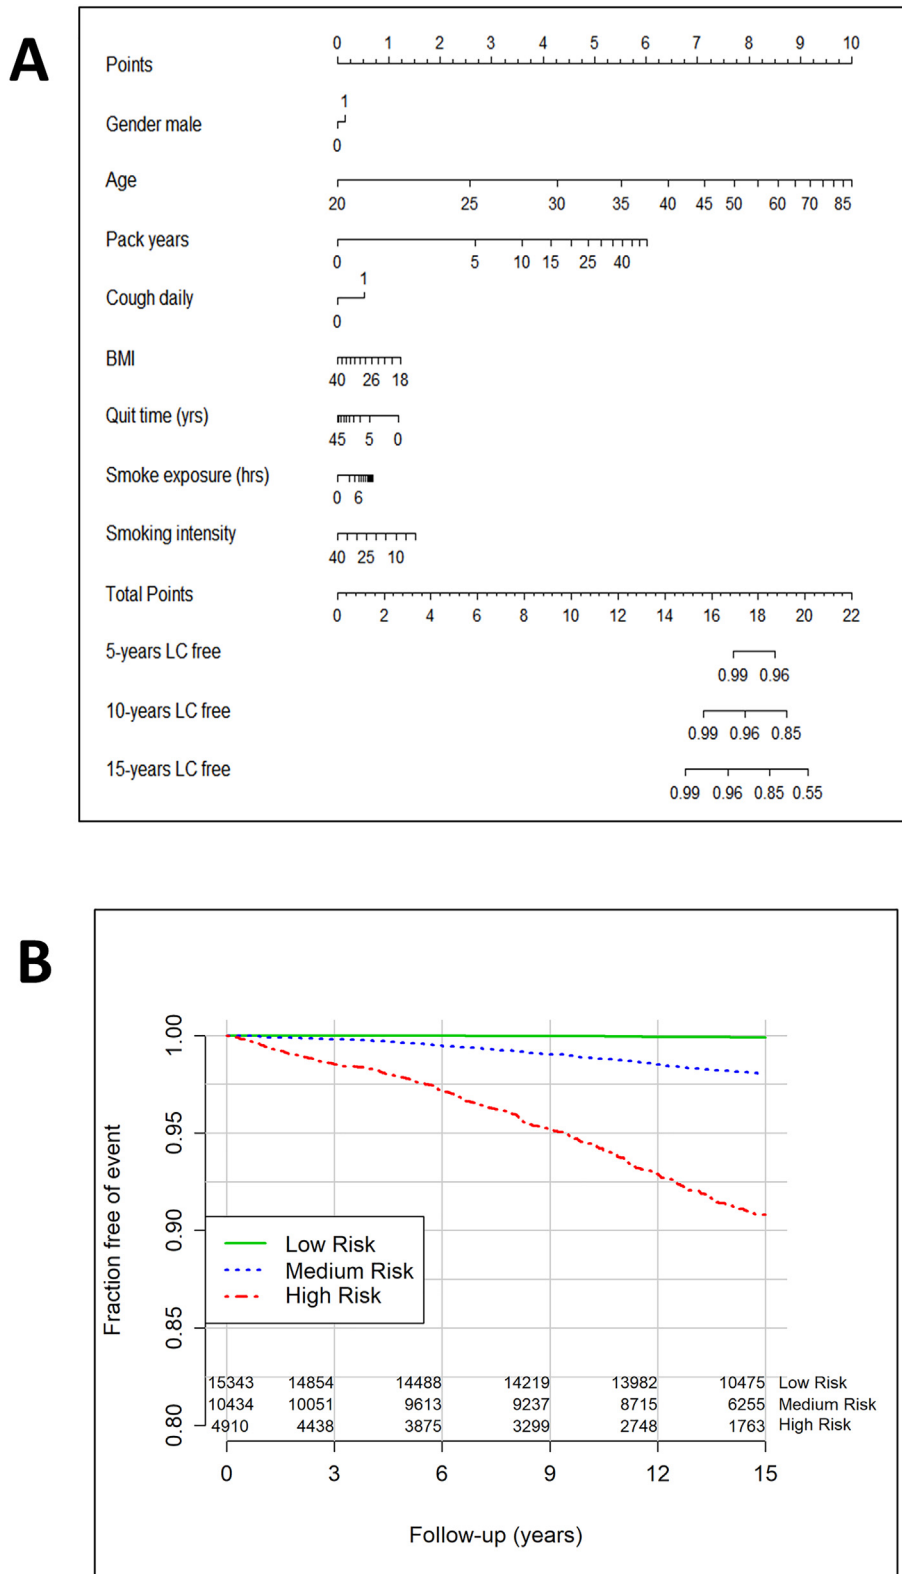 A
Points 0 1 2 3 4 5 6 7 8 9 10
Gender male 0 1
Age 20 25 30 35 40 45 50 60 70 85
Pack years 0 5 10 15 25 40
Cough daily 0 1
BMI 40 26 18
Quit time (yrs) 45 5 0
Smoke exposure (hrs) 0 6
Smoking intensity 40 25 10
Total Points 0 2 4 6 8 10 12 14 16 18 20 22
5-years LC free 0.99 0.96
10-years LC free 0.99 0.96 0.85
15-years LC free 0.99 0.96 0.85 0.55
B
Fraction free of event
1.00
0.95
0.90
0.85
0.80
Low Risk
Medium Risk
High Risk
15343 14854 14488 14219 13982 10475 Low Risk
10434 10051 9613 9237 8715 6255 Medium Risk
4910 4438 3875 3299 2748 1763 High Risk
0 3 6 9 12 15
Follow-up (years)